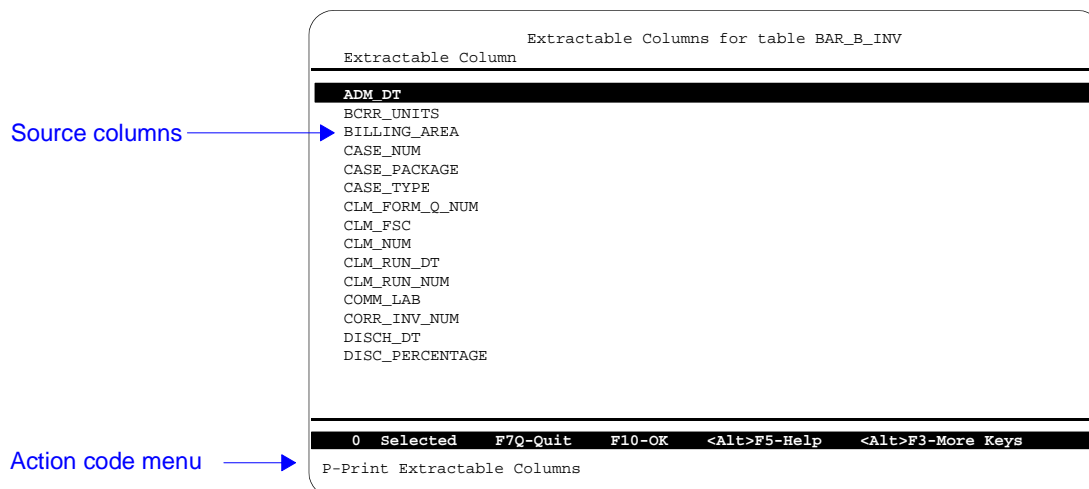 Extractable Columns for table BAR_B_INV
Extractable Column
ADM_DT
BCRR_UNITS
Source columns
BILLING_AREA
CASE_NUM
CASE_PACKAGE
CASE_TYPE
CLM_FORM_Q_NUM
CLM_FSC
CLM_NUM
CLM_RUN_DT
CLM_RUN_NUM
COMM_LAB
CORR_INV_NUM
DISCH_DT
DISC_PERCENTAGE
0 Selected F7Q-Quit F10-OK <Alt>F5-Help <Alt>F3-More Keys
Action code menu
P-Print Extractable Columns